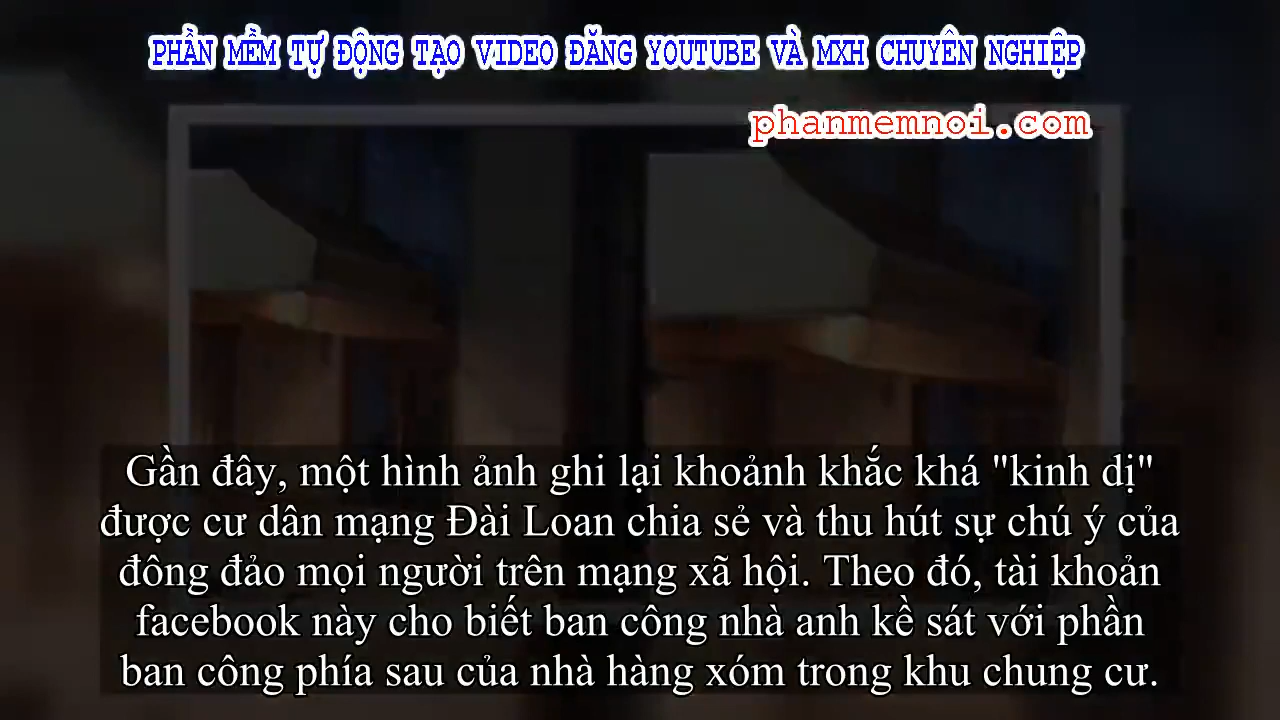 PHẦN MỀM TỰ ĐỘNG TẠO VIDEO ĐĂNG YOUTUBE VÀ MXH CHUYÊN NGHIỆP
phanmemnoi.com
Gần đây, một hình ảnh ghi lại khoảnh khắc khá "kinh dị"
được cư dân mạng Đài Loan chia sẻ và thu hút sự chú ý của
đông đảo mọi người trên mạng xã hội. Theo đó, tài khoản
facebook này cho biết ban công nhà anh kề sát với phần
ban công phía sau của nhà hàng xóm trong khu chung cư.